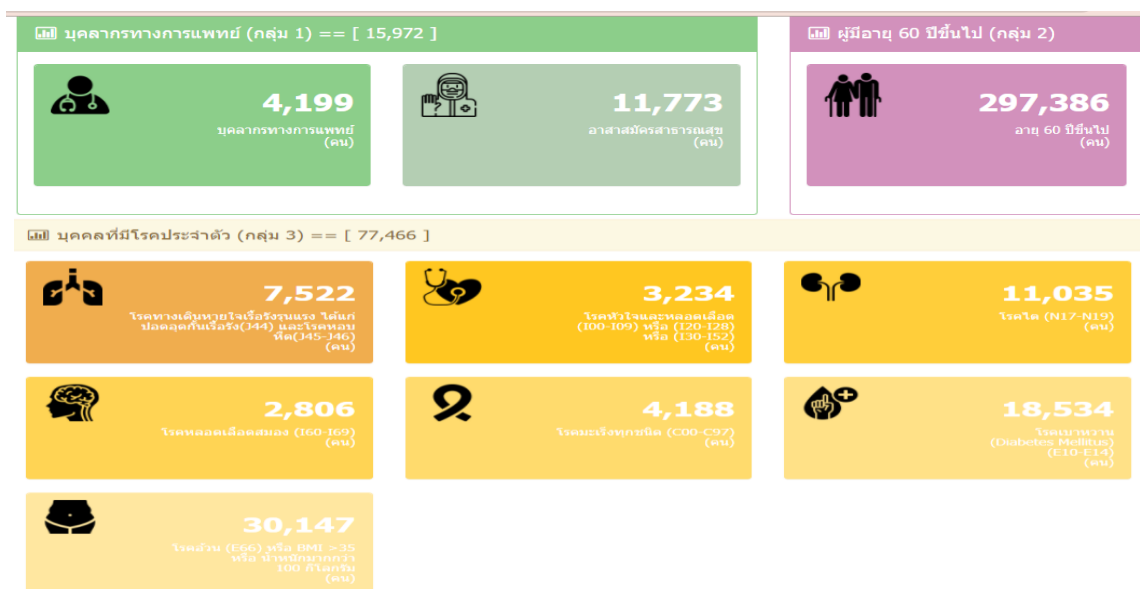 บุคลากรทางการแพทย์ (กลุ่ม 1) == [ 15,972 ]
4,199
บุคลากรทางการแพทย์
(คน)
11,773
อาสาสมัครสาธารณสุข
(คน)
ผู้มีอายุ 60 ปีขึ้นไป (กลุ่ม 2)
297,386
อายุ 60 ปีขึ้นไป
(คน)
บุคคลที่มีโรคประจำตัว (กลุ่ม 3) == [ 77,466 ]
7,522
โรคทางเดินหายใจเรื้อรังรุนแรง ได้แก่
ปอดอุดกั้นเรื้อรัง(J44) และโรคหอบ
หืด(J45-J46)
(คน)
3,234
โรคหัวใจและหลอดเลือด
(I00-I09) หรือ (I20-I28)
หรือ (I30-I52)
(คน)
11,035
โรคไต (N17-N19)
(คน)
2,806
โรคหลอดเลือดสมอง (I60-I69)
(คน)
4,188
โรคมะเร็งทุกชนิด (C00-C97)
(คน)
18,534
โรคเบาหวาน
(Diabetes Mellitus)
(E10-E14)
(คน)
30,147
โรคอ้วน (E66) หรือ BMI >35
หรือ น้ำหนักมากกว่า
100 กิโลกรัม
(คน)